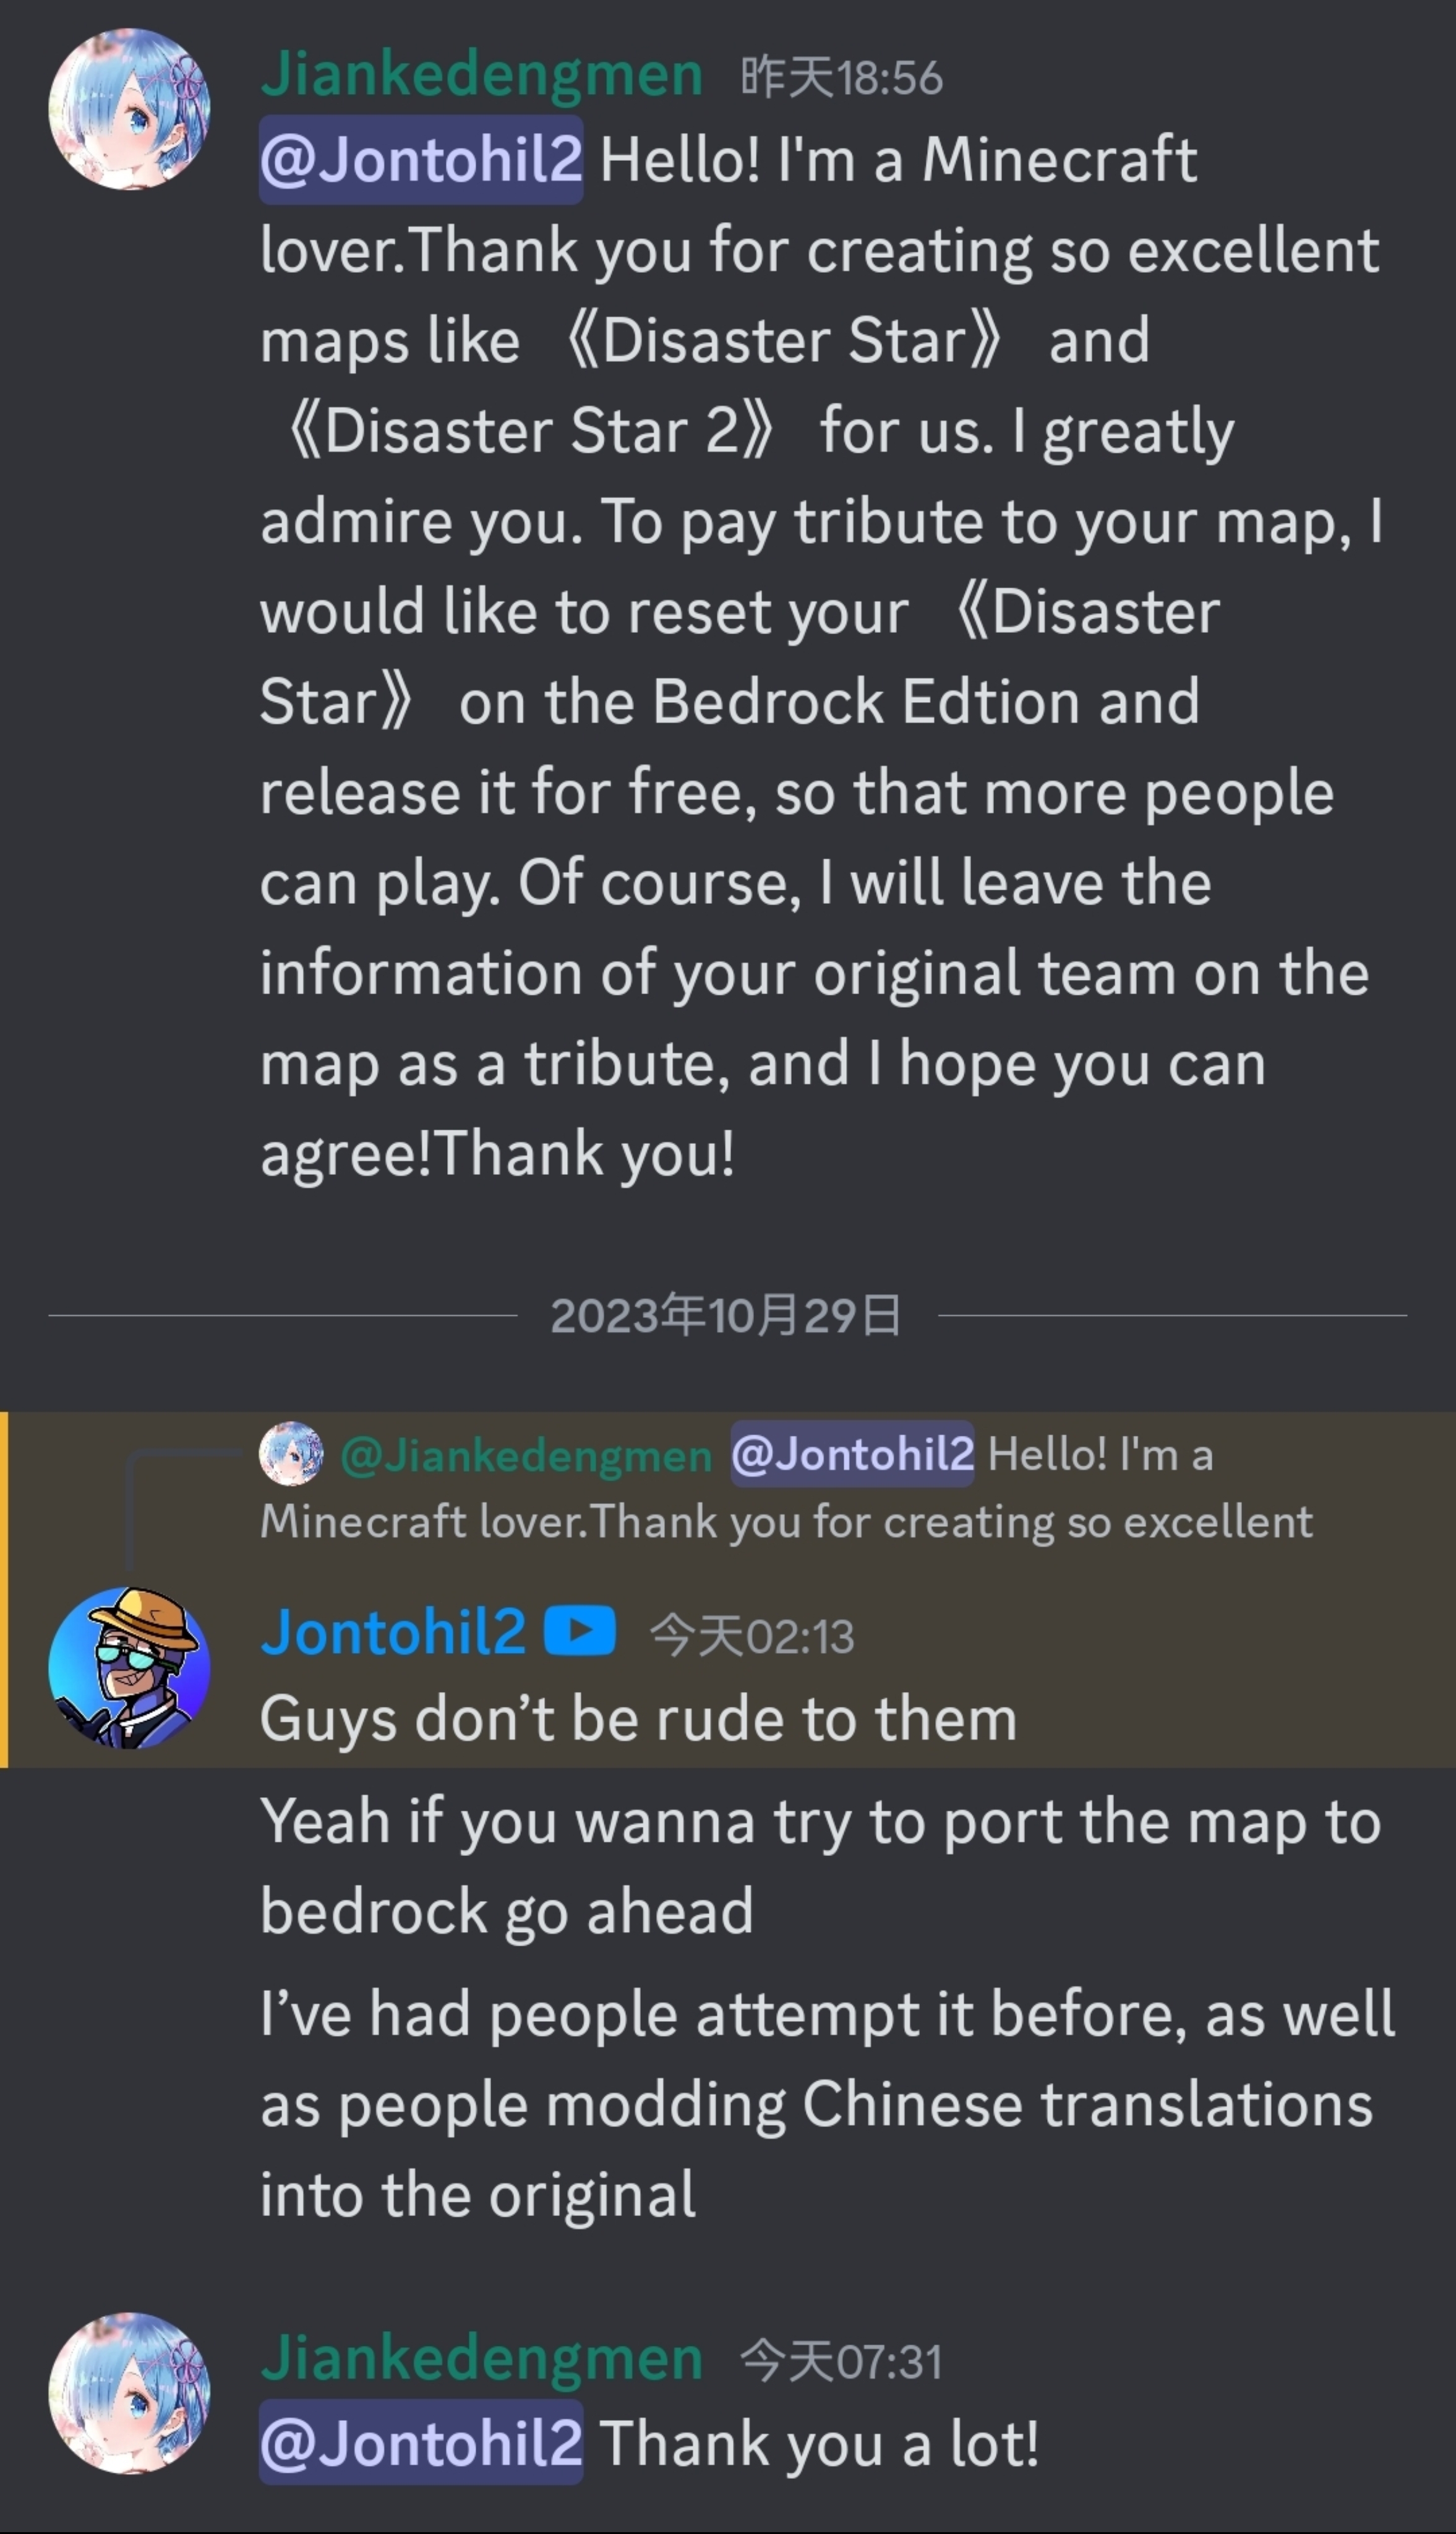 Jiankedengmen 昨天18:56
@Jontohil2 Hello! I'm a Minecraft
lover.Thank you for creating so excellent
maps like 《Disaster Star》 and
《Disaster Star 2》 for us. I greatly
admire you. To pay tribute to your map, I
would like to reset your 《Disaster
Star》 on the Bedrock Edtion and
release it for free, so that more people
can play. Of course, I will leave the
information of your original team on the
map as a tribute, and I hope you can
agree!Thank you!
2023年10月29日
@Jiankedengmen @Jontohil2 Hello! I'm a
Minecraft lover.Thank you for creating so excellent
Jontohil2 今天02:13
Guys don’t be rude to them
Yeah if you wanna try to port the map to
bedrock go ahead
I’ve had people attempt it before, as well
as people modding Chinese translations
into the original
Jiankedengmen 今天07:31
@Jontohil2 Thank you a lot!